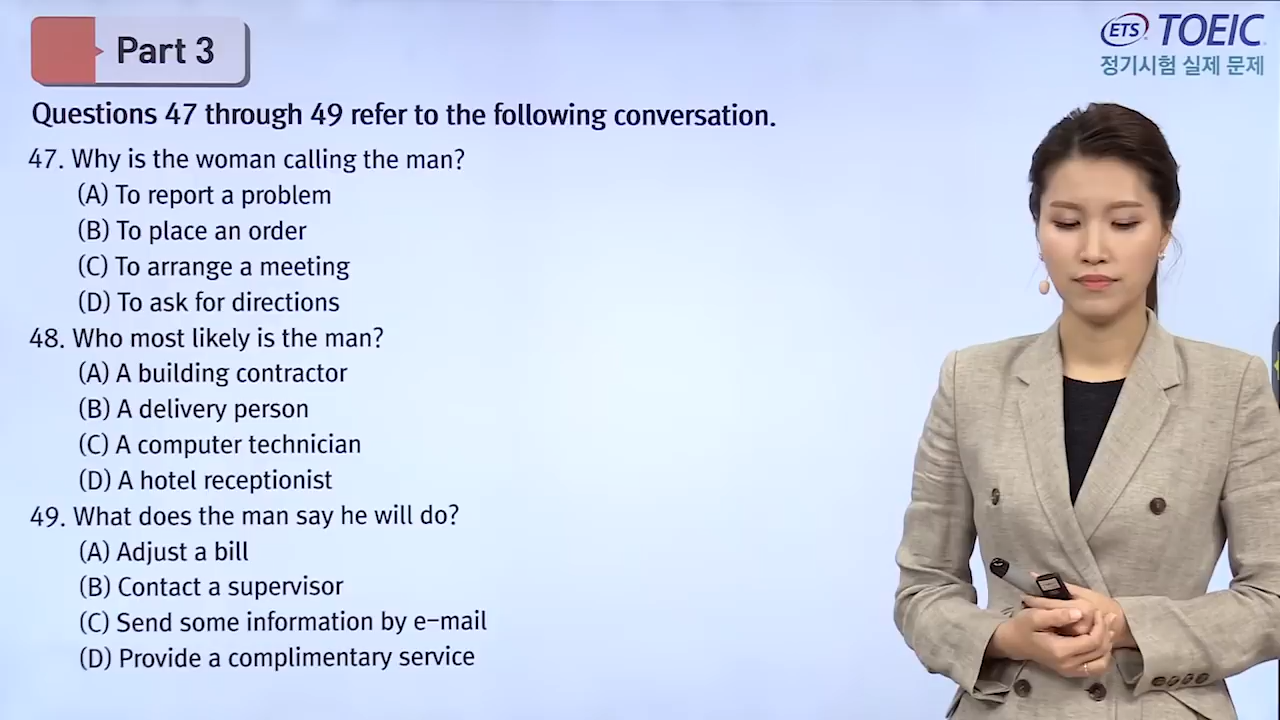 Part 3
ETS TOEIC
정기시험 실제 문제
Questions 47 through 49 refer to the following conversation.
47. Why is the woman calling the man?
(A) To report a problem
(B) To place an order
(C) To arrange a meeting
(D) To ask for directions
48. Who most likely is the man?
(A) A building contractor
(B) A delivery person
(C) A computer technician
(D) A hotel receptionist
49. What does the man say he will do?
(A) Adjust a bill
(B) Contact a supervisor
(C) Send some information by e-mail
(D) Provide a complimentary service